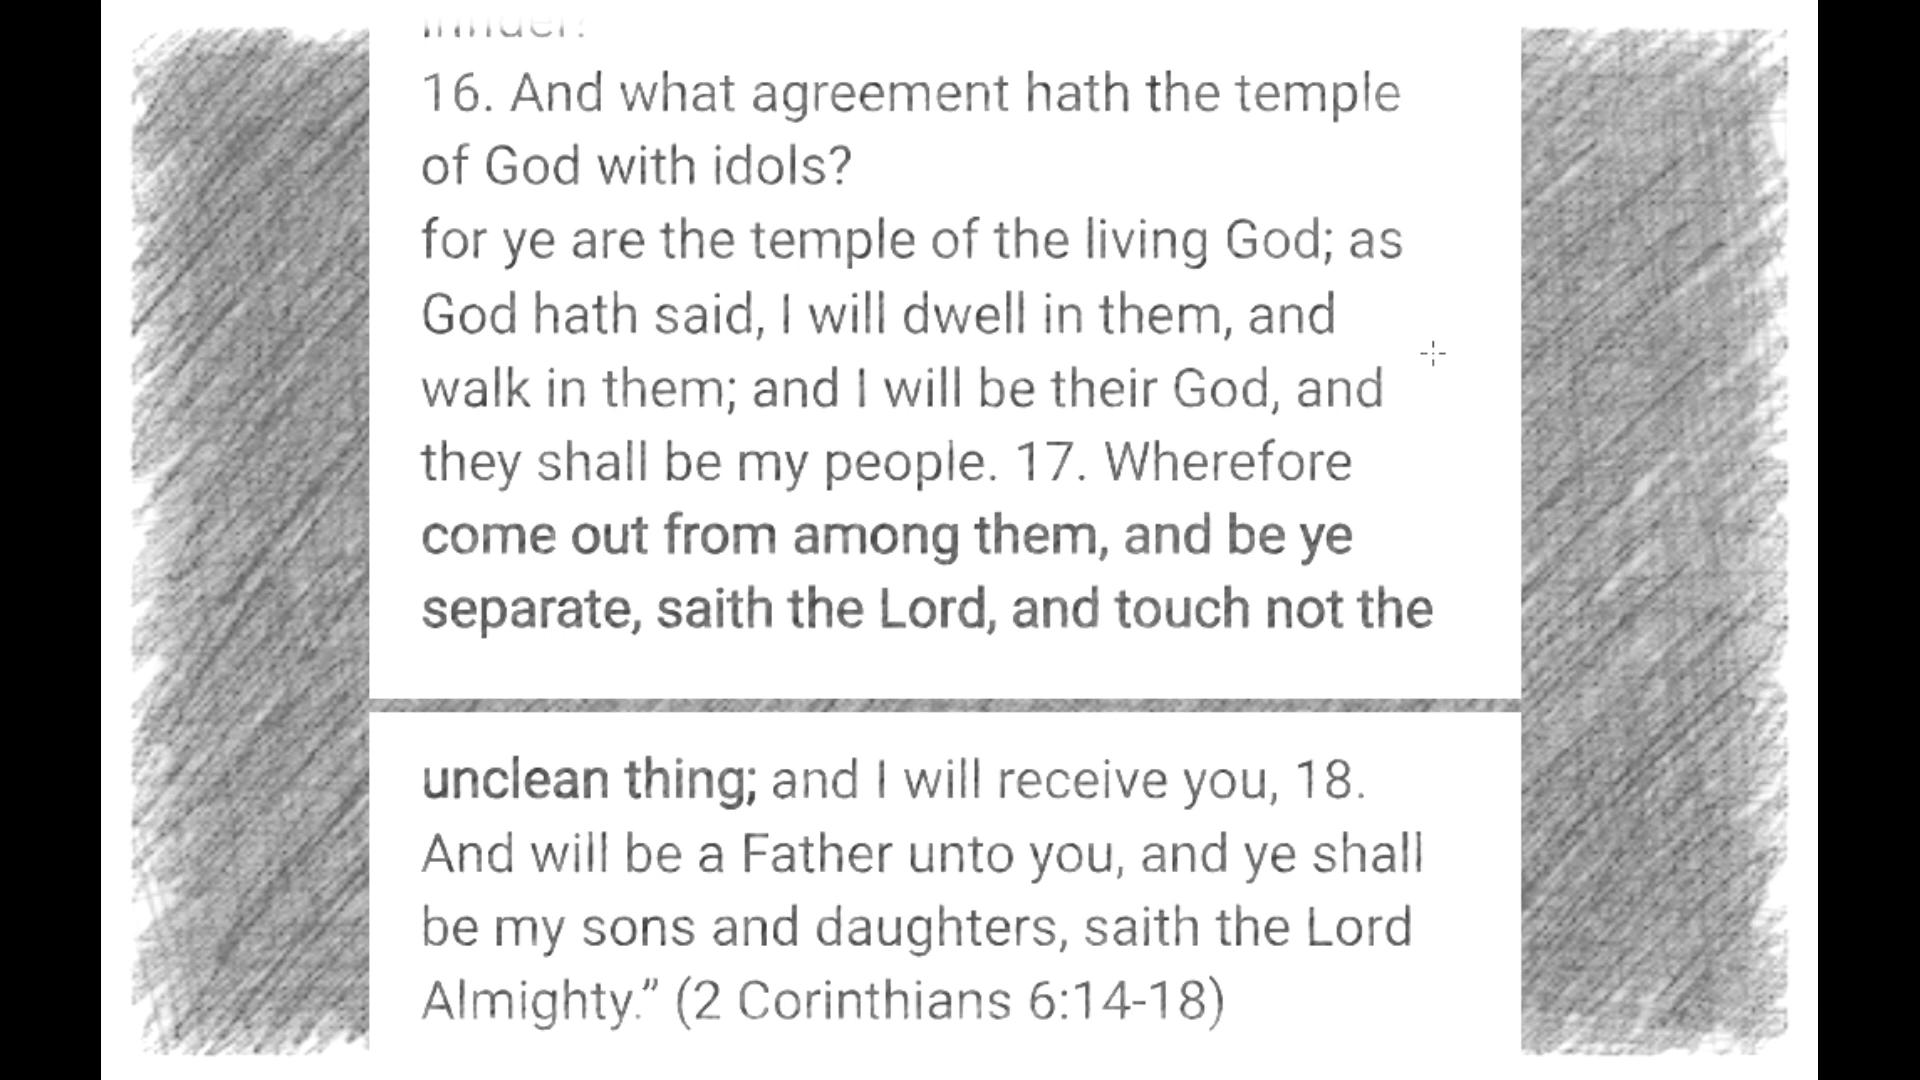 16. And what agreement hath the temple
of God with idols?
for ye are the temple of the living God; as
God hath said, I will dwell in them, and
walk in them; and I will be their God, and
they shall be my people. 17. Wherefore
come out from among them, and be ye
separate, saith the Lord, and touch not the
unclean thing; and I will receive you, 18.
And will be a Father unto you, and ye shall
be my sons and daughters, saith the Lord
Almighty.” (2 Corinthians 6:14-18)